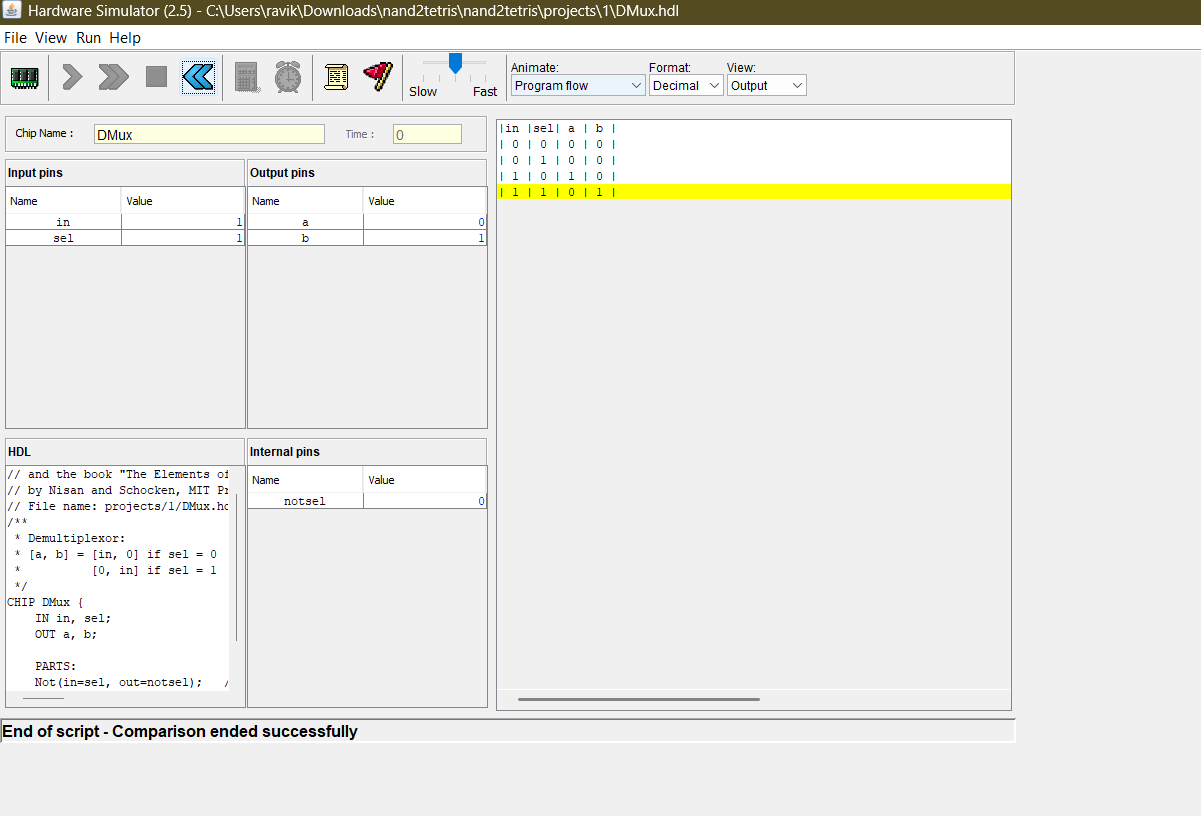 Hardware Simulator (2.5) - C:\Users\ravik\Downloads\nand2tetris\nand2tetris\projects\1\DMux.hdl
File View Run Help
Slow Fast
Animate: Format: View:
Program flow Decimal Output
Chip Name : DMux Time : 0
Input pins
Name Value
in 1
sel 1
Output pins
Name Value
a 0
b 1
HDL
// and the book "The Elements of
// by Nisan and Schocken, MIT Pr
// File name: projects/1/DMux.hd
/**
* Demultiplexor:
* [a, b] = [in, 0] if sel = 0
* [0, in] if sel = 1
*/
CHIP DMux {
IN in, sel;
OUT a, b;
PARTS:
Not(in=sel, out=notsel); /
Internal pins
Name Value
notsel 0
|in |sel| a | b |
| 0 | 0 | 0 | 0 |
| 0 | 1 | 0 | 0 |
| 1 | 0 | 1 | 0 |
| 1 | 1 | 0 | 1 |
End of script - Comparison ended successfully